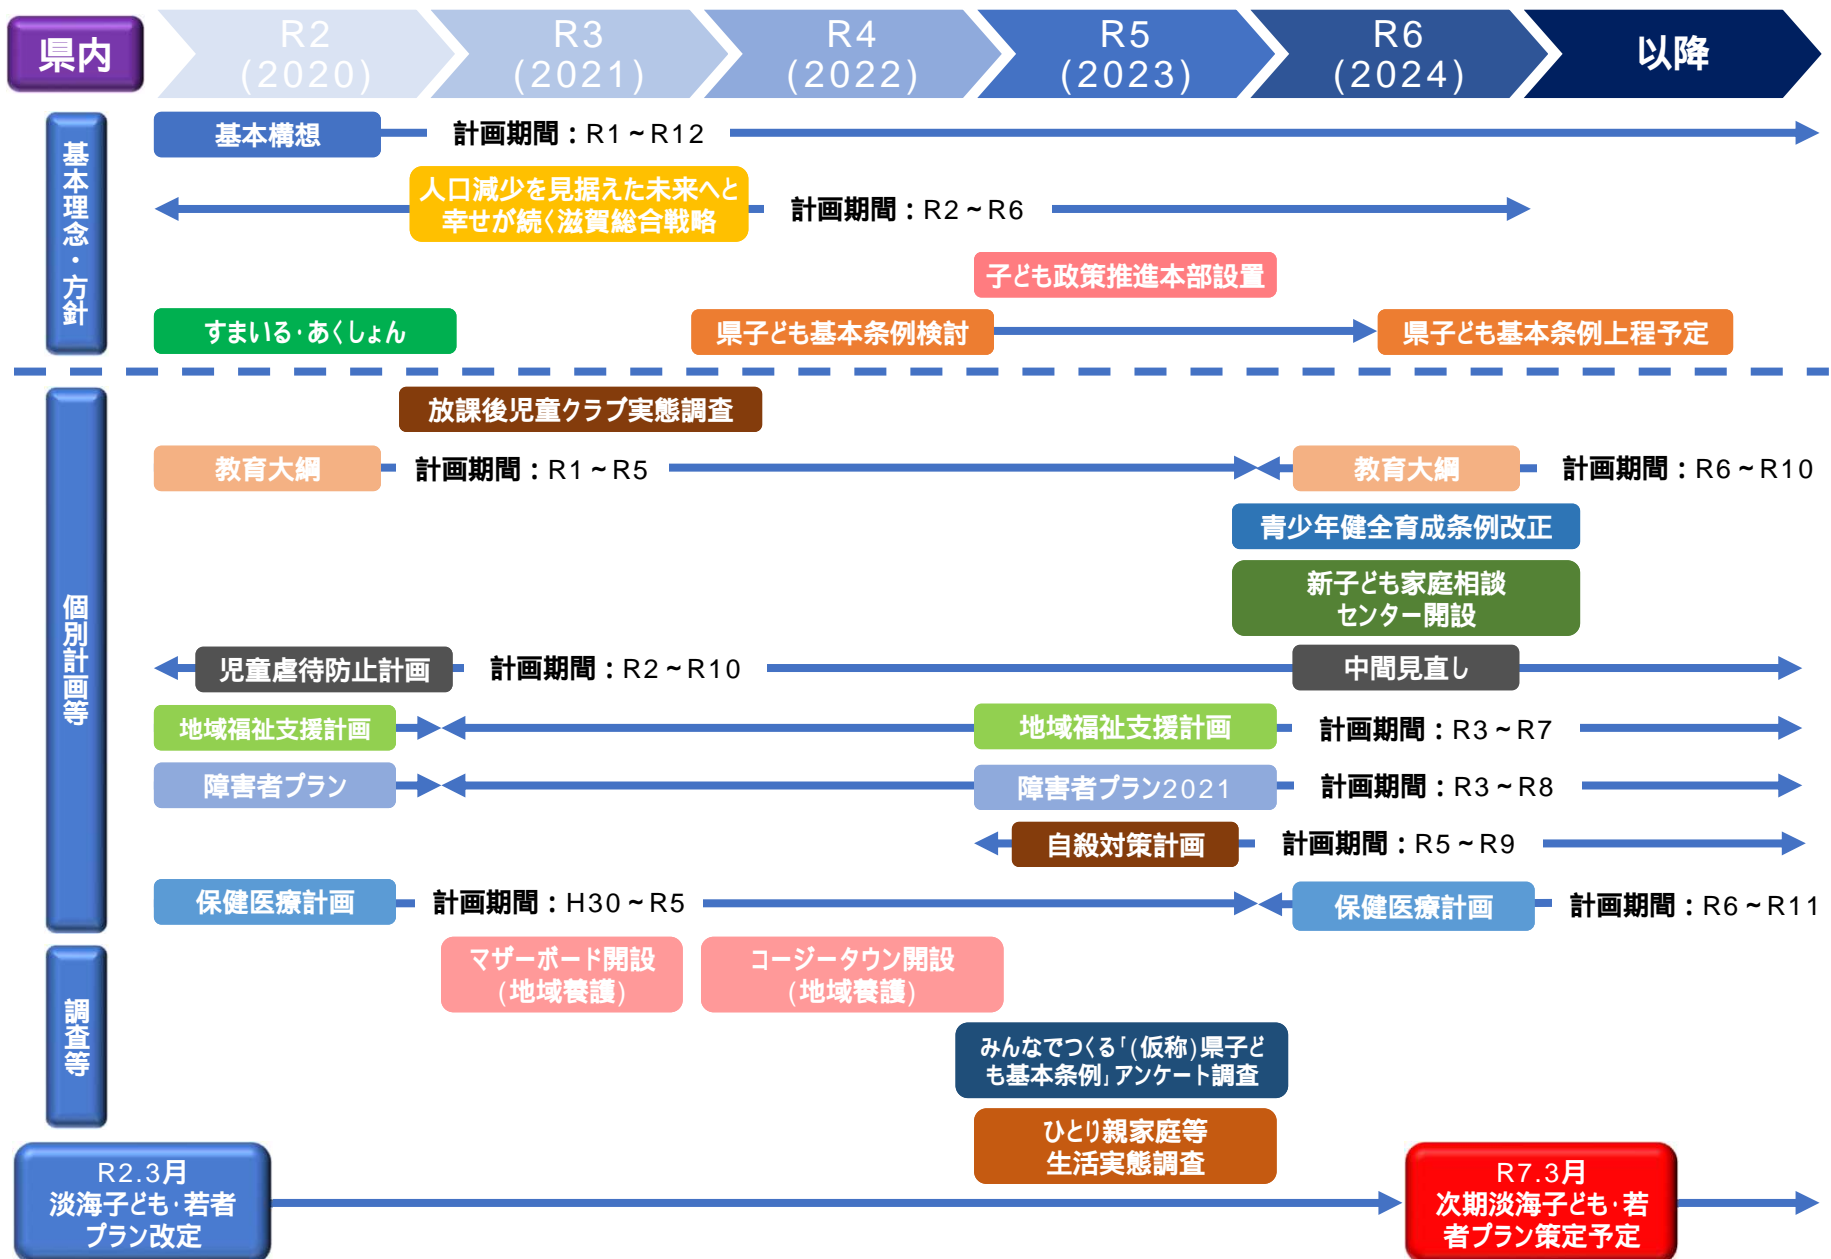 県内
R2
(2020)
R3
(2021)
R4
(2022)
R5
(2023)
R6
(2024)
以降
基本理念・方針
基本構想
計画期間：R1～R12
人口減少を見据えた未来へと
幸せが続く滋賀総合戦略
計画期間：R2～R6
子ども政策推進本部設置
すまいる・あくしょん
県子ども基本条例検討
県子ども基本条例上程予定
個別計画等
放課後児童クラブ実態調査
教育大綱
計画期間：R1～R5
教育大綱
計画期間：R6～R10
青少年健全育成条例改正
新子ども家庭相談
センター開設
児童虐待防止計画
計画期間：R2～R10
中間見直し
地域福祉支援計画
地域福祉支援計画
計画期間：R3～R7
障害者プラン
障害者プラン2021
計画期間：R3～R8
自殺対策計画
計画期間：R5～R9
保健医療計画
計画期間：H30～R5
保健医療計画
計画期間：R6～R11
調査等
マザーボード開設
(地域養護)
コージータウン開設
(地域養護)
みんなでつくる「(仮称)県子ど
も基本条例」アンケート調査
ひとり親家庭等
生活実態調査
R2.3月
淡海子ども・若者
プラン改定
R7.3月
次期淡海子ども・若
者プラン策定予定